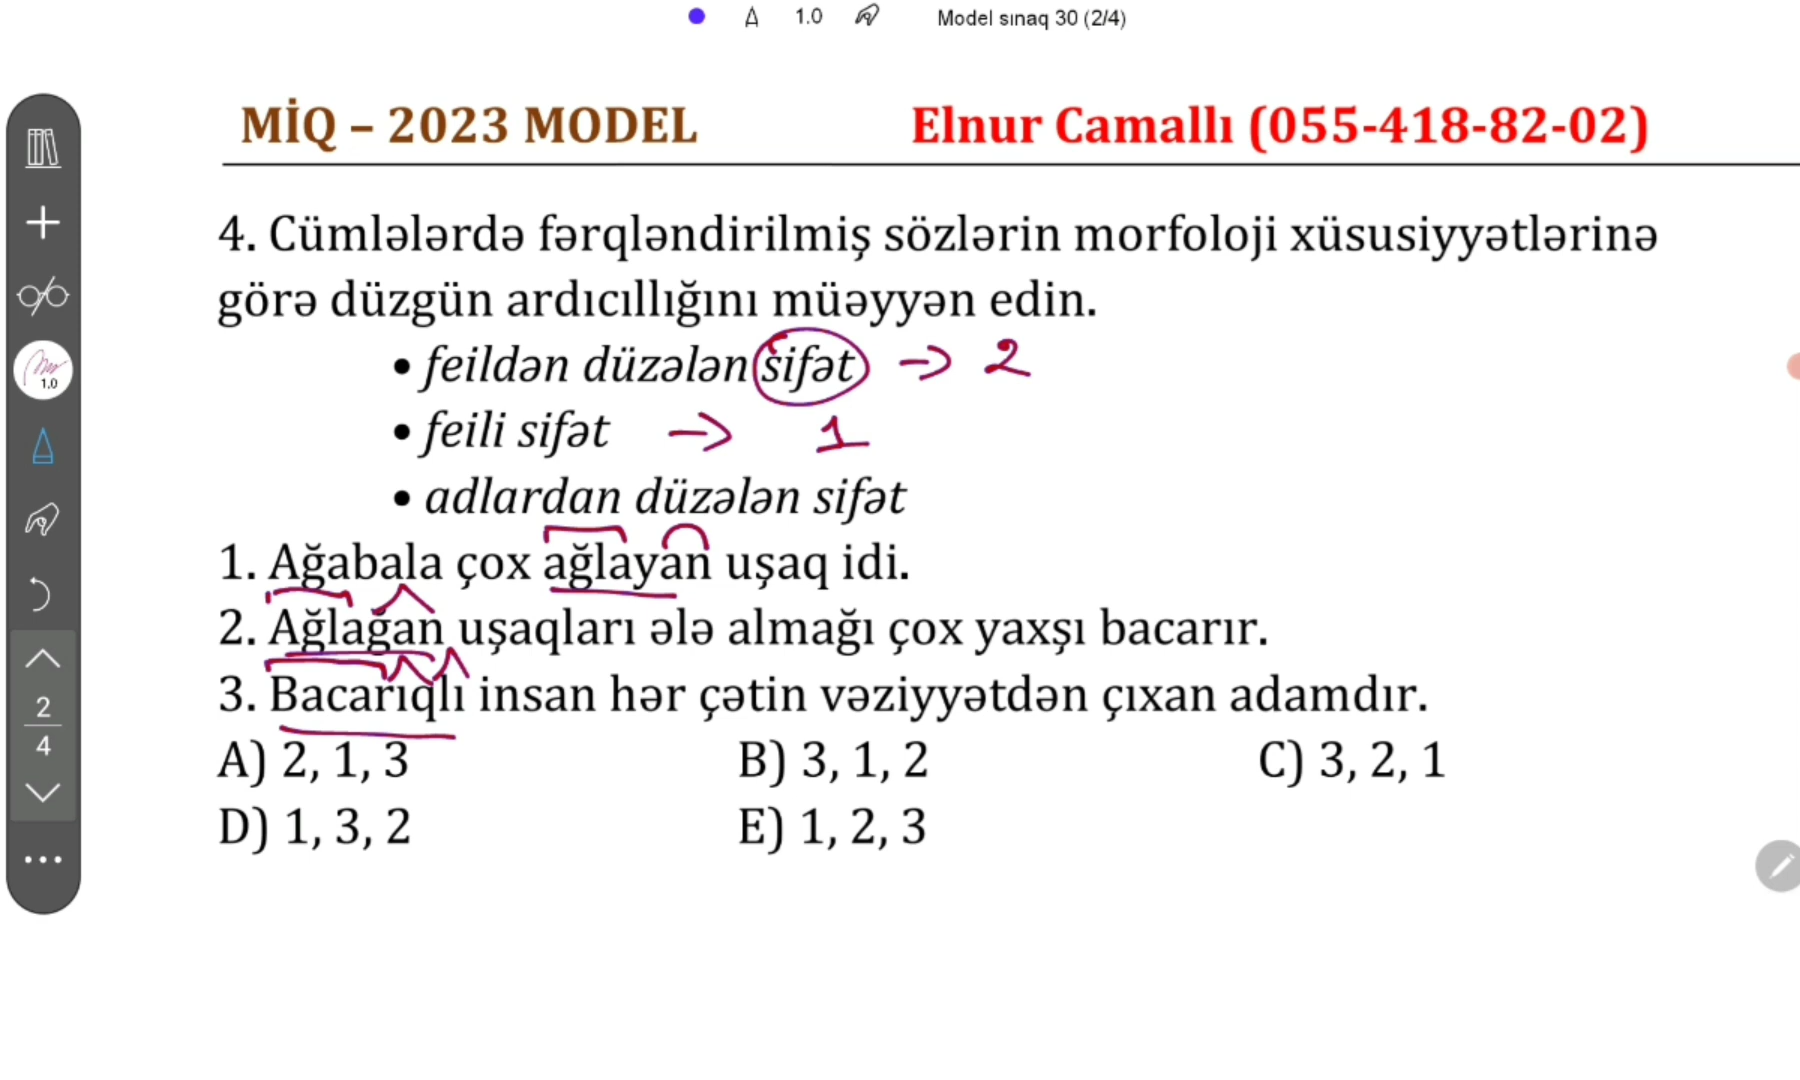 1.0 Model sınaq 30 (2/4)
MİQ – 2023 MODEL Elnur Camallı (055-418-82-02)
4. Cümlələrdə fərqləndirilmiş sözlərin morfoloji xüsusiyyətlərinə
görə düzgün ardıcıllığını müəyyən edin.
• feildən düzələn sifət → 2
• feili sifət → 1
• adlardan düzələn sifət
1. Ağabala çox ağlayan uşaq idi.
2. Ağlağan uşaqları ələ almağı çox yaxşı bacarır.
3. Bacarıqlı insan hər çətin vəziyyətdən çıxan adamdır.
A) 2, 1, 3 B) 3, 1, 2 C) 3, 2, 1
D) 1, 3, 2 E) 1, 2, 3
1.0
2
4